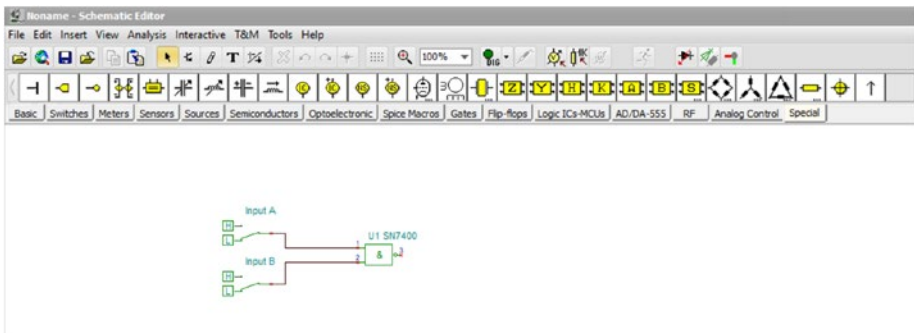 Noname - Schematic Editor
File Edit Insert View Analysis Interactive T&M Tools Help
T 100% DIG
Z Y H K A B S
Basic Switches Meters Sensors Sources Semiconductors Optoelectronic Spice Macros Gates Flip-flops Logic ICs-MCUs AD/DA-555 RF Analog Control Special
Input A
H
L
U1 SN7400
1
&
3
2
Input B
H
L